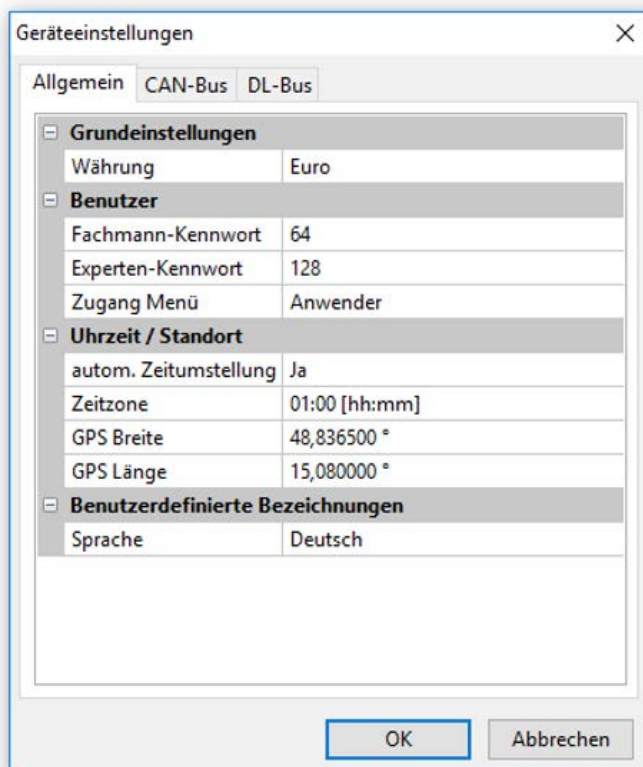 Geräteeinstellungen
Allgemein CAN-Bus DL-Bus
Grundeinstellungen
Währung Euro
Benutzer
Fachmann-Kennwort 64
Experten-Kennwort 128
Zugang Menü Anwender
Uhrzeit / Standort
autom. Zeitumstellung Ja
Zeitzone 01:00 [hh:mm]
GPS Breite 48,836500 °
GPS Länge 15,080000 °
Benutzerdefinierte Bezeichnungen
Sprache Deutsch
OK Abbrechen